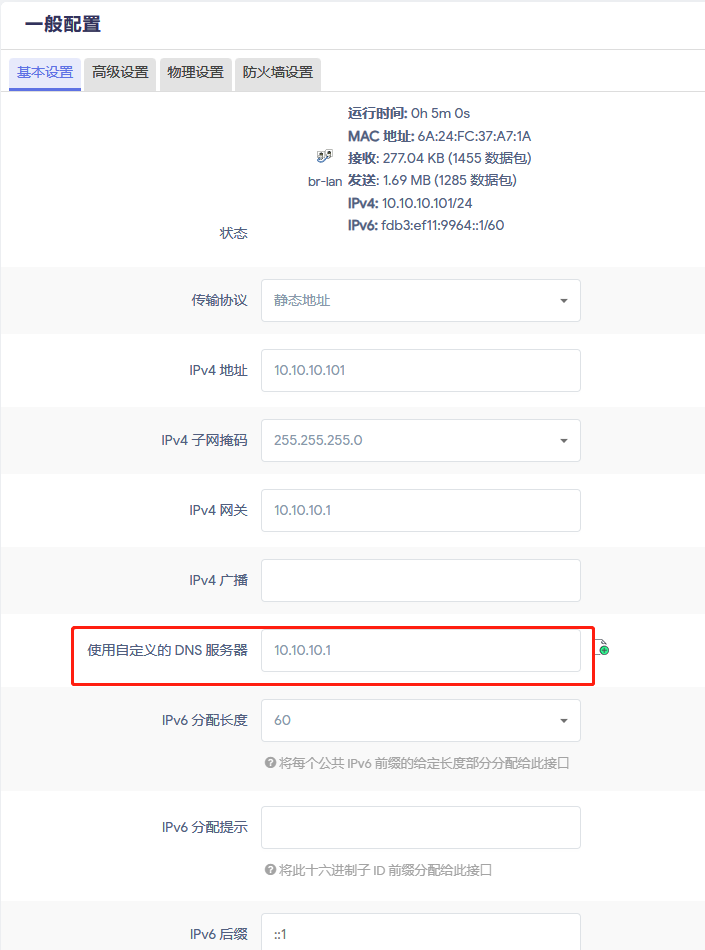 一般配置
基本设置 高级设置 物理设置 防火墙设置
运行时间: 0h 5m 0s
MAC 地址: 6A:24:FC:37:A7:1A
接收: 277.04 KB (1455 数据包)
br-lan 发送: 1.69 MB (1285 数据包)
IPv4: 10.10.10.101/24
IPv6: fdb3:ef11:9964::1/60
状态
传输协议 静态地址
IPv4 地址 10.10.10.101
IPv4 子网掩码 255.255.255.0
IPv4 网关 10.10.10.1
IPv4 广播
使用自定义的 DNS 服务器 10.10.10.1
IPv6 分配长度 60
将每个公共 IPv6 前缀的给定长度部分分配给此接口
IPv6 分配提示
将此十六进制子 ID 前缀分配给此接口
IPv6 后缀 ::1